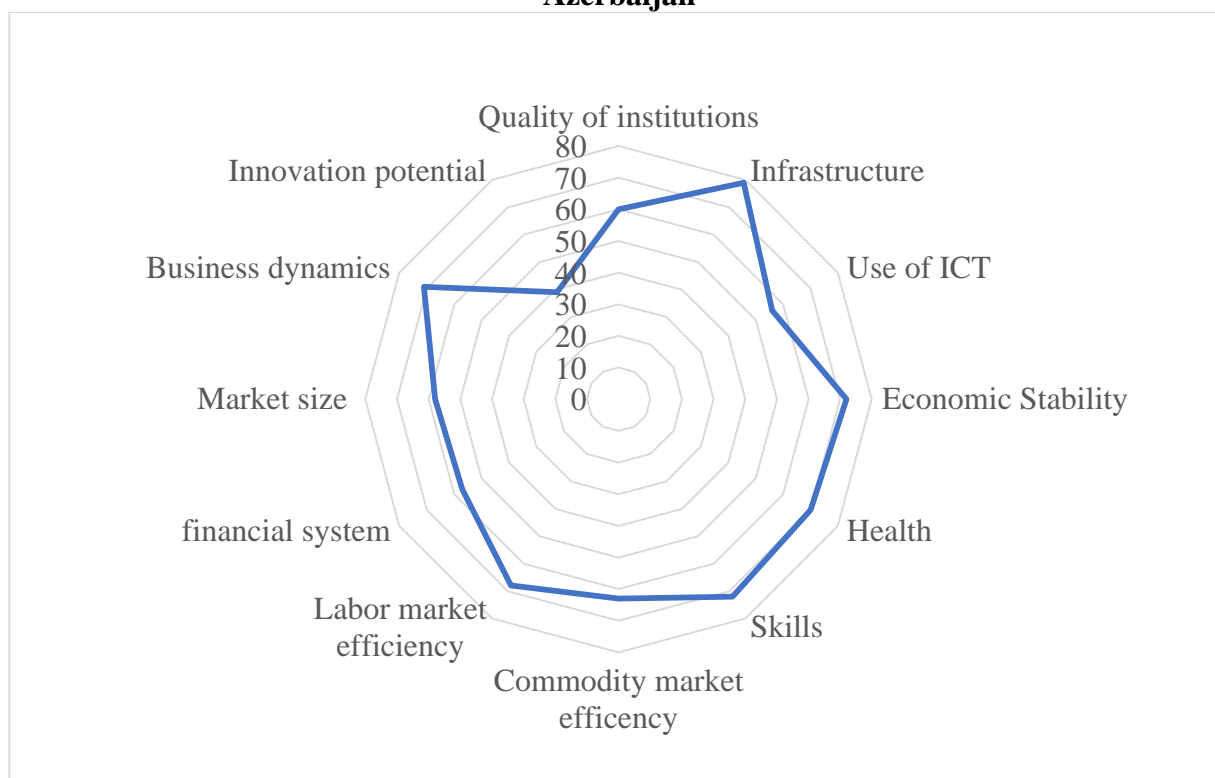 Azerbaijan
Quality of institutions
80
70
60
50
40
30
20
10
0
Infrastructure
Use of ICT
Economic Stability
Health
Skills
Commodity market
efficency
Labor market
efficiency
financial system
Market size
Business dynamics
Innovation potential